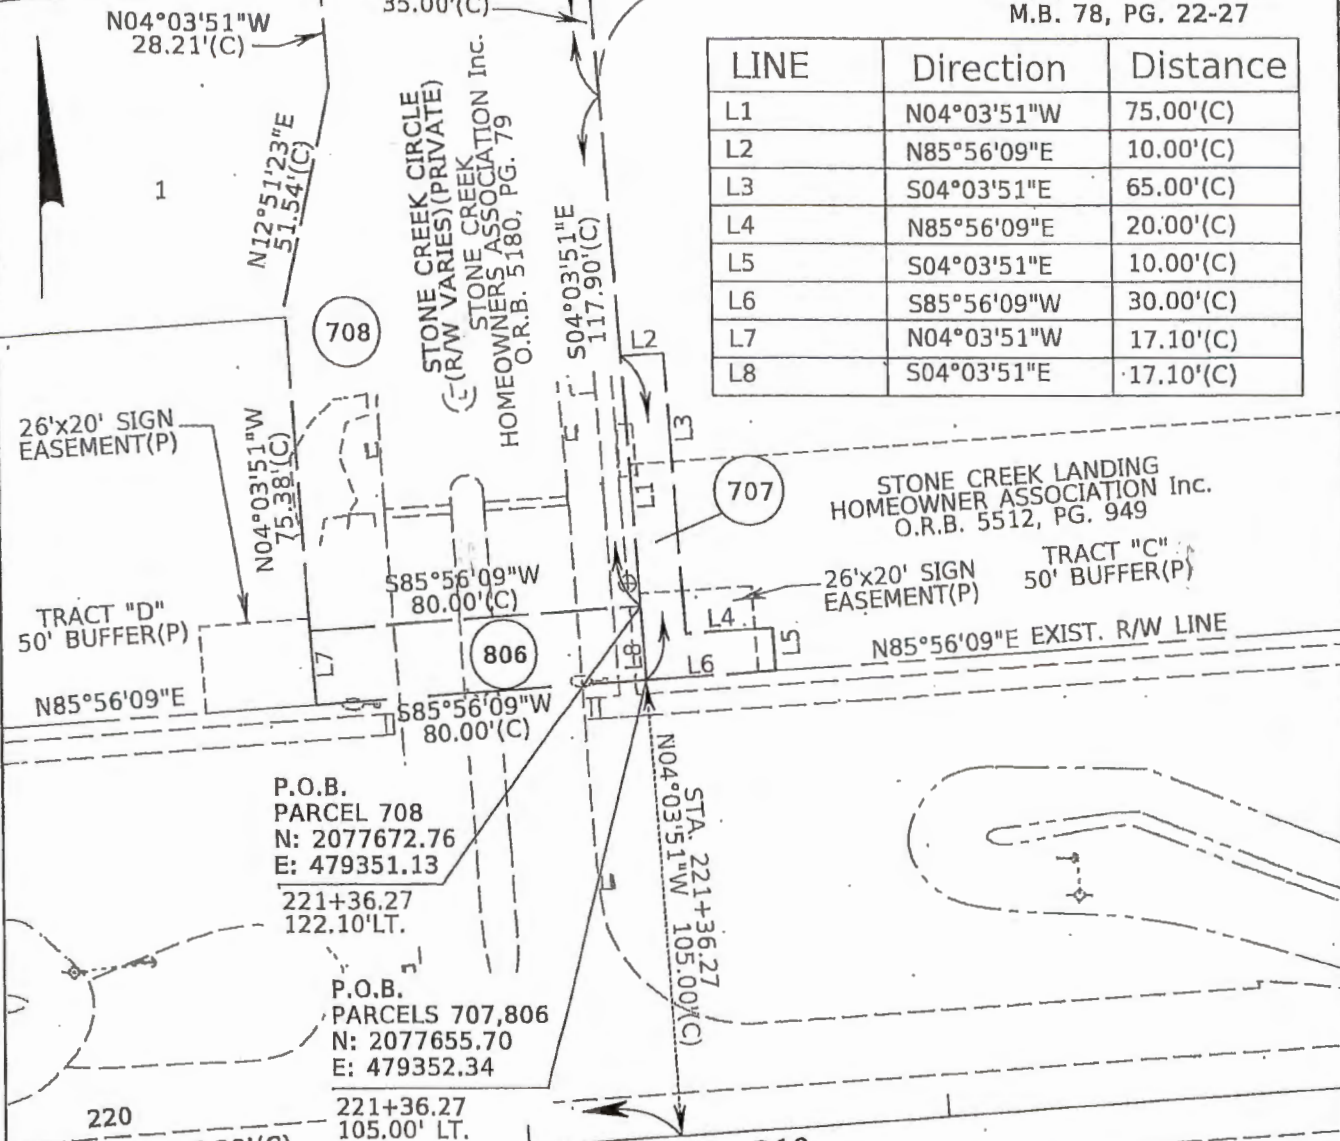 N04°03'51"W
28.21'(C)
35.00'(C)
M.B. 78, PG. 22-27
LINE Direction Distance
L1 N04°03'51"W 75.00'(C)
L2 N85°56'09"E 10.00'(C)
L3 S04°03'51"E 65.00'(C)
L4 N85°56'09"E 20.00'(C)
L5 S04°03'51"E 10.00'(C)
L6 S85°56'09"W 30.00'(C)
L7 N04°03'51"W 17.10'(C)
L8 S04°03'51"E 17.10'(C)
N12°51'23"E
51.54'(C)
1
STONE CREEK CIRCLE
(R/W VARIES)(PRIVATE)
STONE CREEK
HOMEOWNERS ASSOCIATION Inc.
O.R.B. 5180, PG. 79
S04°03'51"E
117.90'(C)
708
L2
26'x20' SIGN
EASEMENT(P)
N04°03'51"W
75.38'(C)
L3
L1
707
STONE CREEK LANDING
HOMEOWNER ASSOCIATION Inc.
O.R.B. 5512, PG. 949
TRACT "C"
50' BUFFER(P)
26'x20' SIGN
EASEMENT(P)
S85°56'09"W
80.00'(C)
TRACT "D"
50' BUFFER(P)
L4
L5
N85°56'09"E EXIST. R/W LINE
806
L7
L8
L6
N85°56'09"E
S85°56'09"W
80.00'(C)
P.O.B.
PARCEL 708
N: 2077672.76
E: 479351.13
221+36.27
122.10'LT.
STA. 221+36.27
N04°03'51"W 105.00'(C)
P.O.B.
PARCELS 707,806
N: 2077655.70
E: 479352.34
221+36.27
105.00' LT.
220